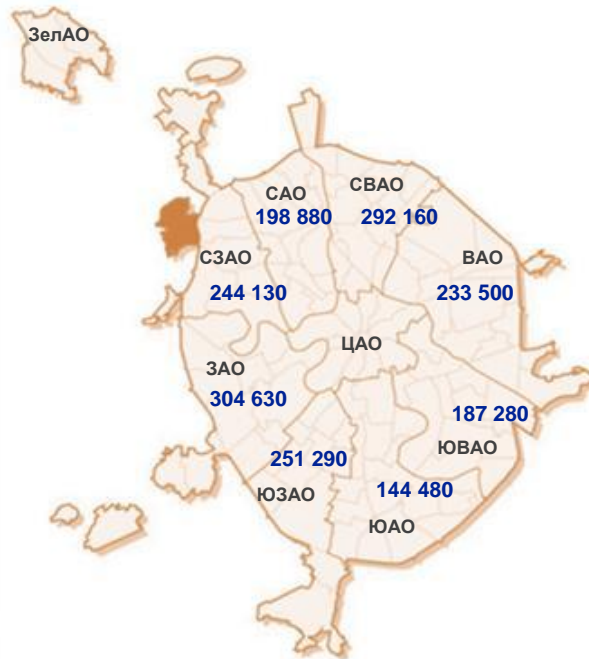 ЗелАО
САО
198 880
СВАО
292 160
СЗАО
244 130
ВАО
233 500
ЦАО
ЗАО
304 630
187 280
ЮВАО
251 290
ЮЗАО
144 480
ЮАО